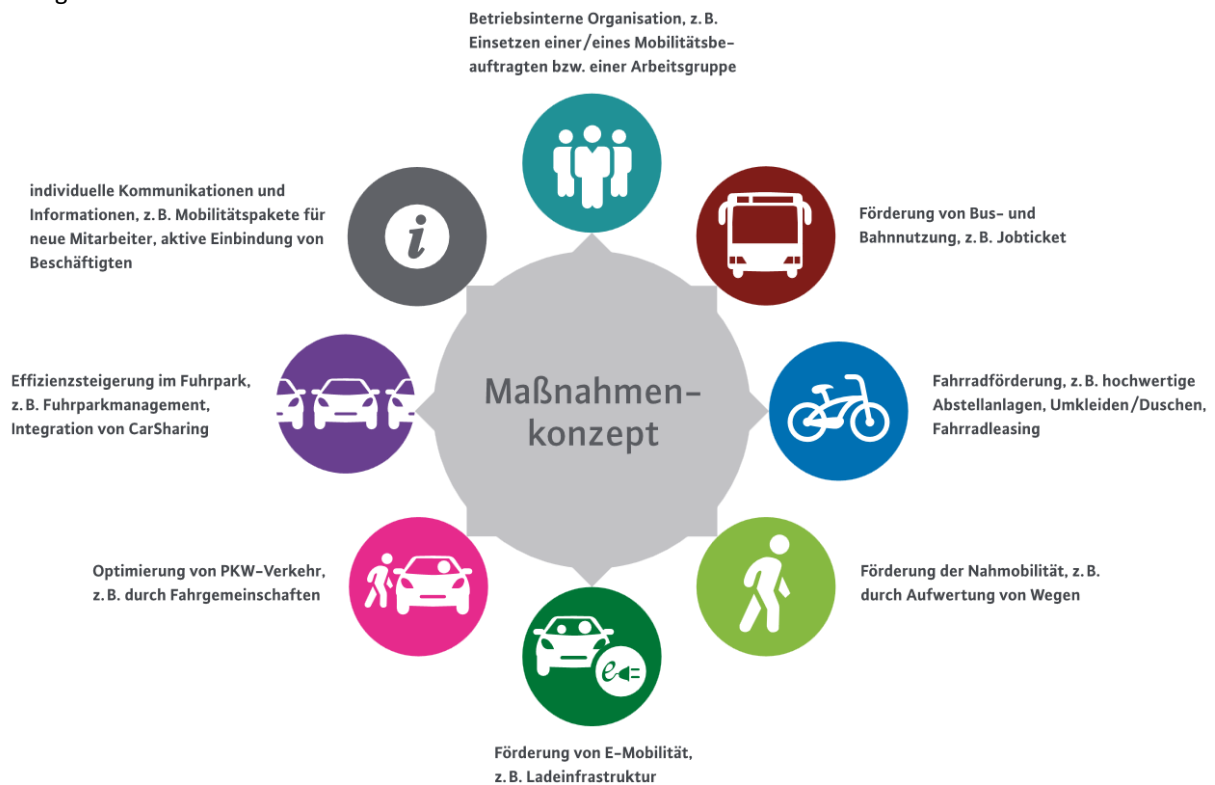 Betriebsinterne Organisation, z. B.
Einsetzen einer/eines Mobilitätsbe-
auftragten bzw. einer Arbeitsgruppe
individuelle Kommunikationen und
Informationen, z. B. Mobilitätspakete für
neue Mitarbeiter, aktive Einbindung von
Beschäftigten
i
Förderung von Bus- und
Bahnnutzung, z. B. Jobticket
Effizienzsteigerung im Fuhrpark,
z. B. Fuhrparkmanagement,
Integration von CarSharing
Maßnahmen-
konzept
Fahrradförderung, z. B. hochwertige
Abstellanlagen, Umkleiden/Duschen,
Fahrradleasing
Optimierung von PKW-Verkehr,
z. B. durch Fahrgemeinschaften
Förderung der Nahmobilität, z. B.
durch Aufwertung von Wegen
e
Förderung von E-Mobilität,
z. B. Ladeinfrastruktur